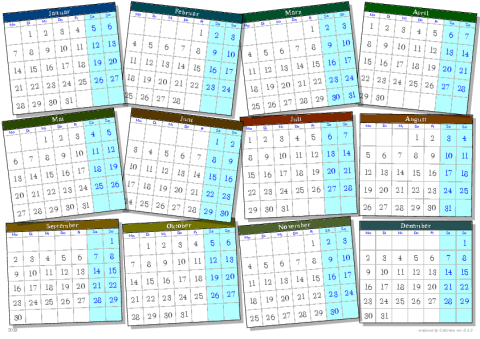 Januar
Mo Di Mi Do Fr Sa So
1 2 3 4 5 6
7 8 9 10 11 12 13
14 15 16 17 18 19 20
21 22 23 24 25 26 27
28 29 30 31
Februar
Mo Di Mi Do Fr Sa So
1 2 3
4 5 6 7 8 9 10
11 12 13 14 15 16 17
18 19 20 21 22 23 24
25 26 27 28
März
Mo Di Mi Do Fr Sa So
1 2 3
4 5 6 7 8 9 10
11 12 13 14 15 16 17
18 19 20 21 22 23 24
25 26 27 28 29 30 31
April
Mo Di Mi Do Fr Sa So
1 2 3 4 5 6 7
8 9 10 11 12 13 14
15 16 17 18 19 20 21
22 23 24 25 26 27 28
29 30
Mai
Mo Di Mi Do Fr Sa So
1 2 3 4 5
6 7 8 9 10 11 12
13 14 15 16 17 18 19
20 21 22 23 24 25 26
27 28 29 30 31
Juni
Mo Di Mi Do Fr Sa So
1 2
3 4 5 6 7 8 9
10 11 12 13 14 15 16
17 18 19 20 21 22 23
24 25 26 27 28 29 30
Juli
Mo Di Mi Do Fr Sa So
1 2 3 4 5 6 7
8 9 10 11 12 13 14
15 16 17 18 19 20 21
22 23 24 25 26 27 28
29 30 31
August
Mo Di Mi Do Fr Sa So
1 2 3 4
5 6 7 8 9 10 11
12 13 14 15 16 17 18
19 20 21 22 23 24 25
26 27 28 29 30 31
September
Mo Di Mi Do Fr Sa So
1
2 3 4 5 6 7 8
9 10 11 12 13 14 15
16 17 18 19 20 21 22
23 24 25 26 27 28 29
30
Oktober
Mo Di Mi Do Fr Sa So
1 2 3 4 5 6
7 8 9 10 11 12 13
14 15 16 17 18 19 20
21 22 23 24 25 26 27
28 29 30 31
November
Mo Di Mi Do Fr Sa So
1 2 3
4 5 6 7 8 9 10
11 12 13 14 15 16 17
18 19 20 21 22 23 24
25 26 27 28 29 30
Dezember
Mo Di Mi Do Fr Sa So
1
2 3 4 5 6 7 8
9 10 11 12 13 14 15
16 17 18 19 20 21 22
23 24 25 26 27 28 29
30 31